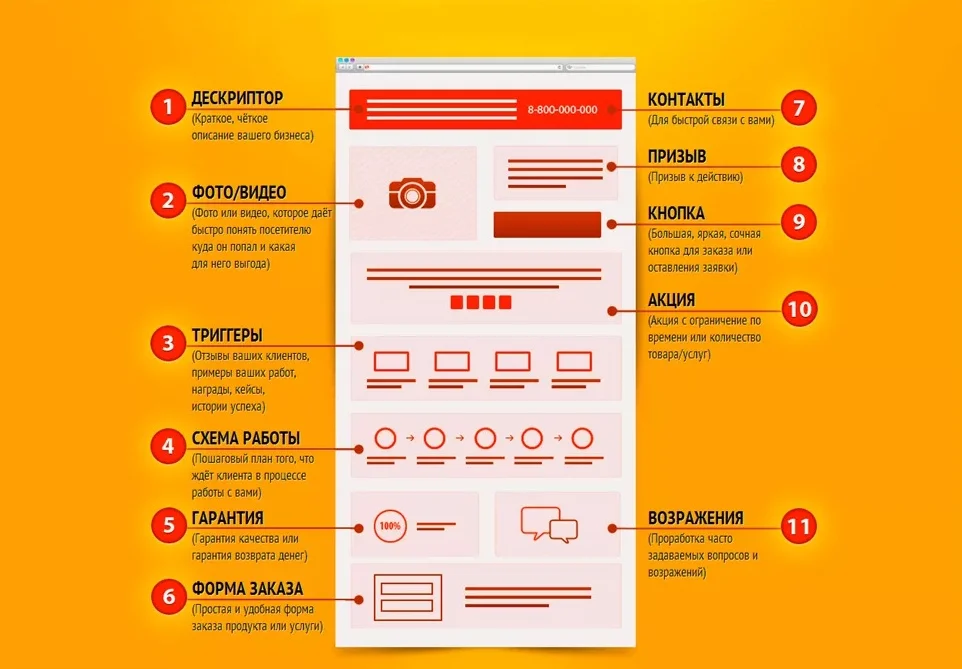 1
ДЕСКРИПТОР
(Краткое, чёткое
описание вашего бизнеса)
2
ФОТО/ВИДЕО
(Фото или видео, которое даёт
быстро понять посетителю
куда он попал и какая
для него выгода)
3
ТРИГГЕРЫ
(Отзывы ваших клиентов,
примеры ваших работ,
награды, кейсы,
истории успеха)
4
СХЕМА РАБОТЫ
(Пошаговый план того, что
ждёт клиента в процессе
работы с вами)
5
ГАРАНТИЯ
(Гарантия качества или
гарантия возврата денег)
6
ФОРМА ЗАКАЗА
(Простая и удобная форма
заказа продукта или услуги)
8-800-000-000
100%
КОНТАКТЫ
7
(Для быстрой связи с вами)
ПРИЗЫВ
8
(Призыв к действию)
КНОПКА
9
(Большая, яркая, сочная
кнопка для заказа или
оставления заявки)
АКЦИЯ
10
(Акция с ограничение по
времени или количество
товара/услуг)
ВОЗРАЖЕНИЯ
11
(Проработка часто
задаваемых вопросов и
возражений)